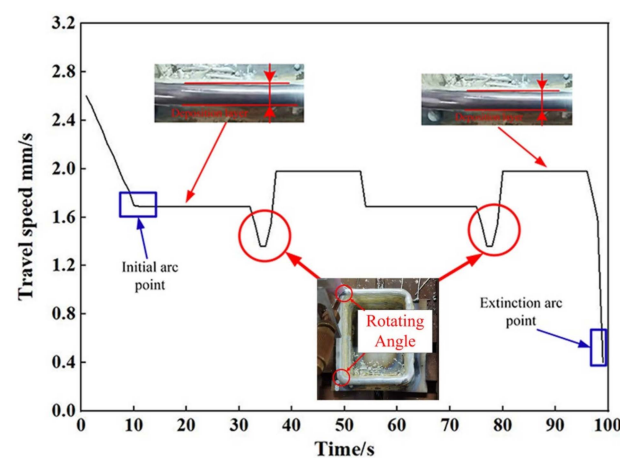 3.2
2.8
2.4
2.0
1.6
1.2
0.8
0.4
0.0
Travel speed mm/s
Initial arc
point
Rotating
Angle
Extinction arc
point
0 10 20 30 40 50 60 70 80 90 100
Time/s